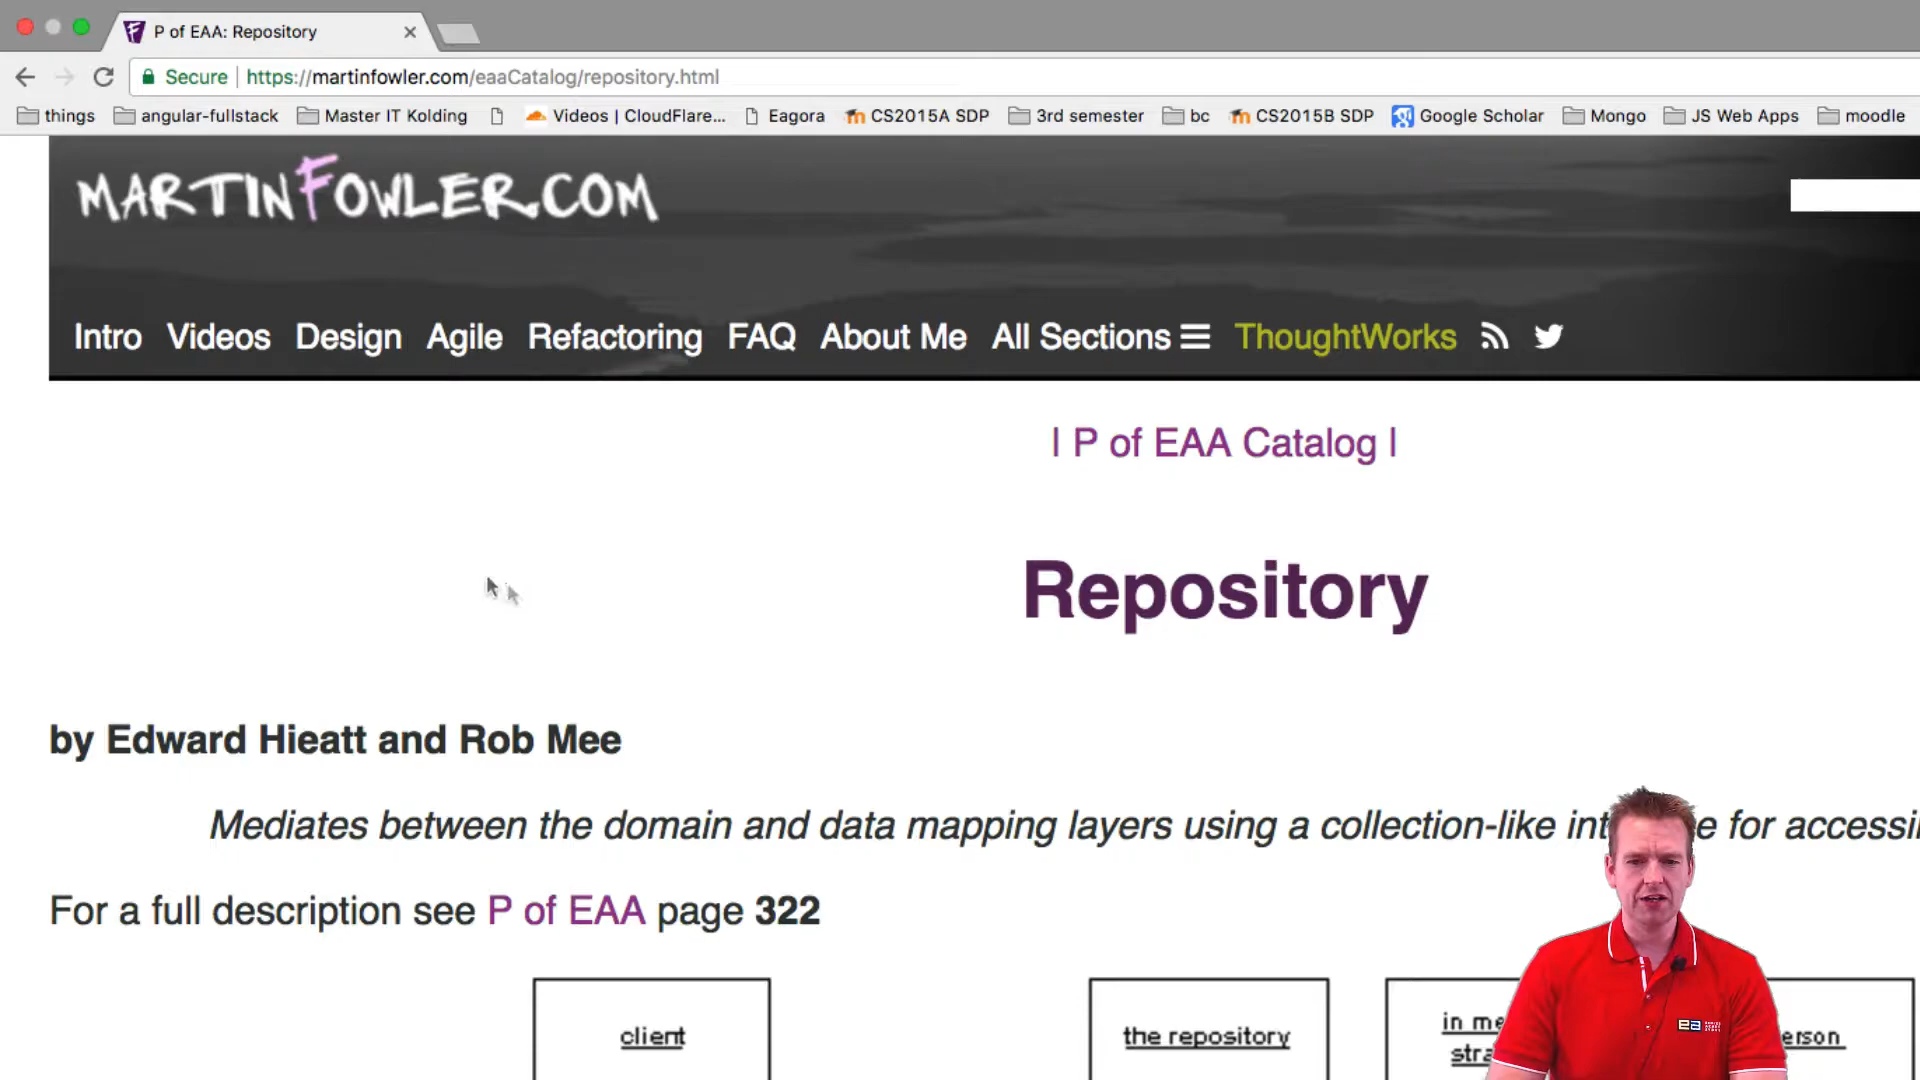 P of EAA: Repository
Secure https://martinfowler.com/eaaCatalog/repository.html
things angular-fullstack Master IT Kolding Videos | CloudFlare... Eagora CS2015A SDP 3rd semester bc CS2015B SDP Google Scholar Mongo JS Web Apps moodle
MARTINFOWLER.COM
Intro Videos Design Agile Refactoring FAQ About Me All Sections ThoughtWorks
| P of EAA Catalog |
Repository
by Edward Hieatt and Rob Mee
Mediates between the domain and data mapping layers using a collection-like for
For a full description see P of EAA page 322
client the repository in